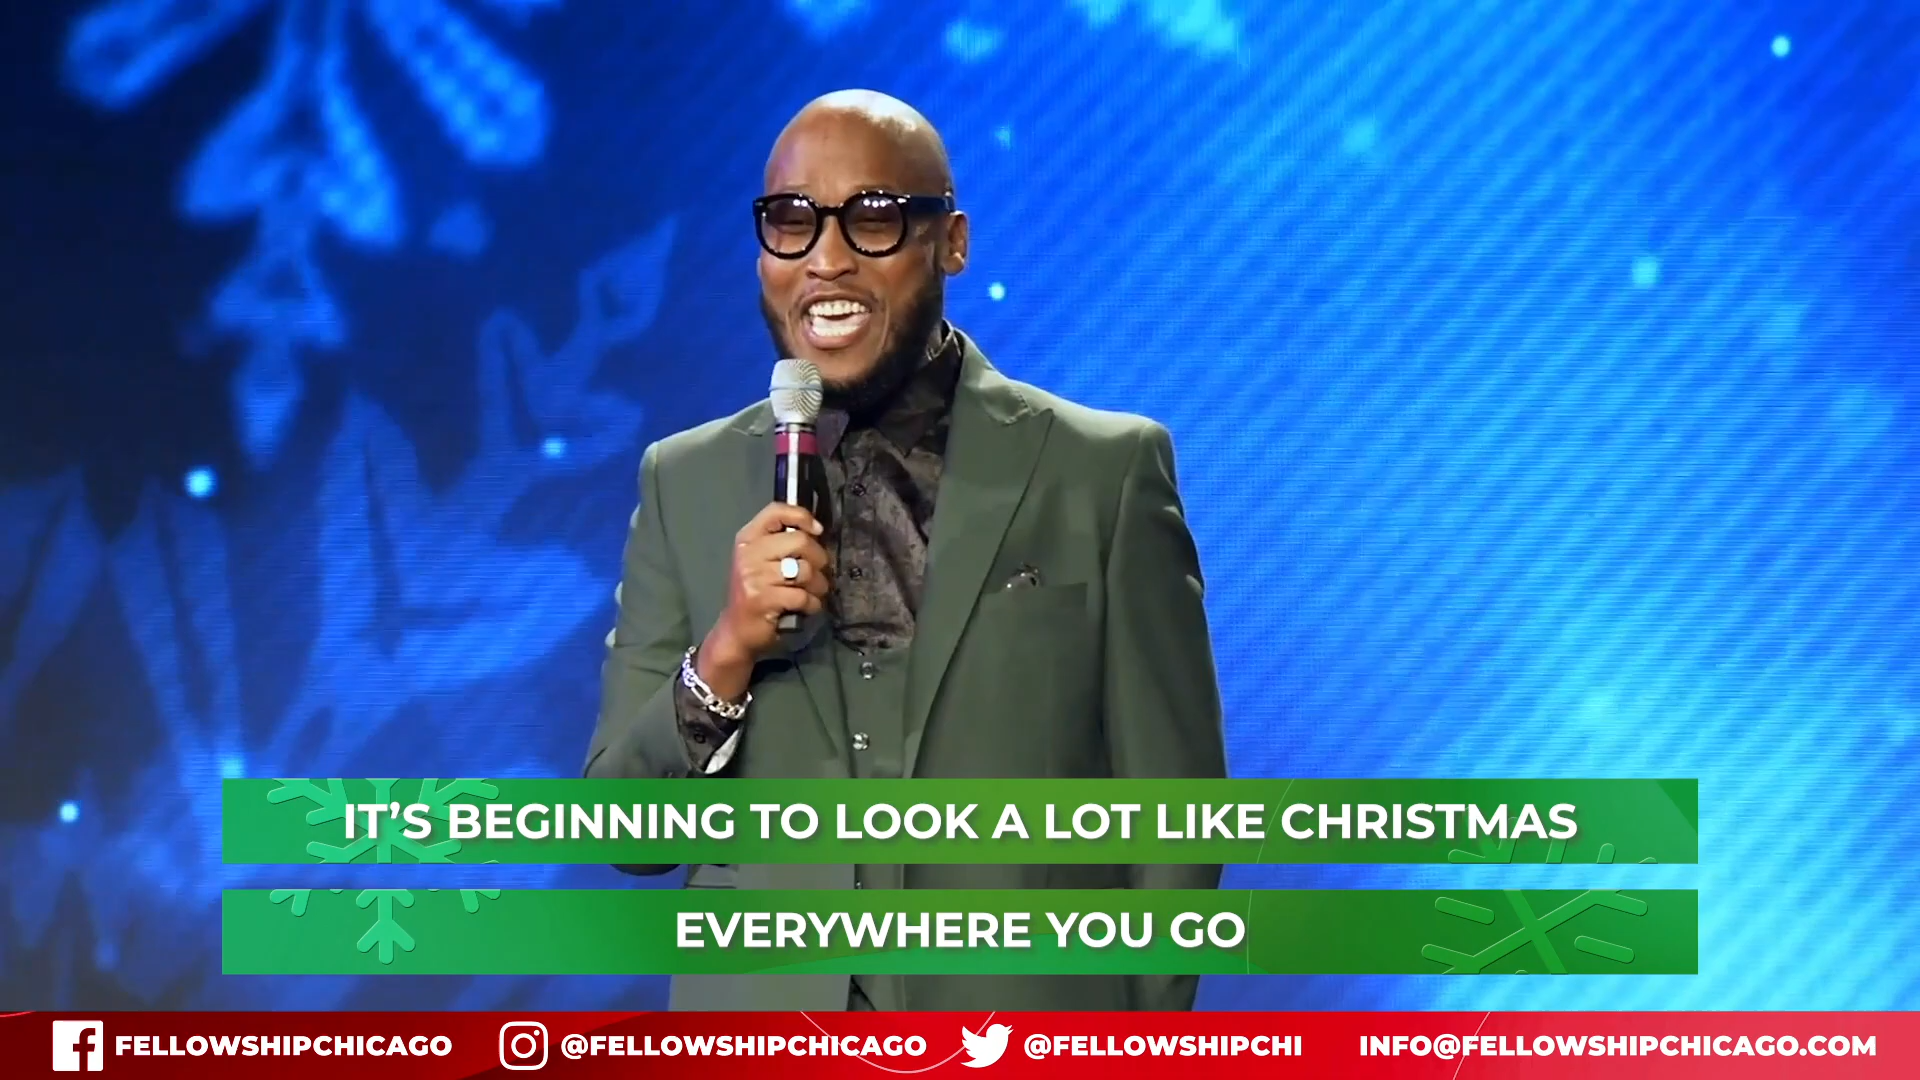 IT’S BEGINNING TO LOOK A LOT LIKE CHRISTMAS
EVERYWHERE YOU GO
FELLOWSHIPCHICAGO @FELLOWSHIPCHICAGO @FELLOWSHIPCHI INFO@FELLOWSHIPCHICAGO.COM